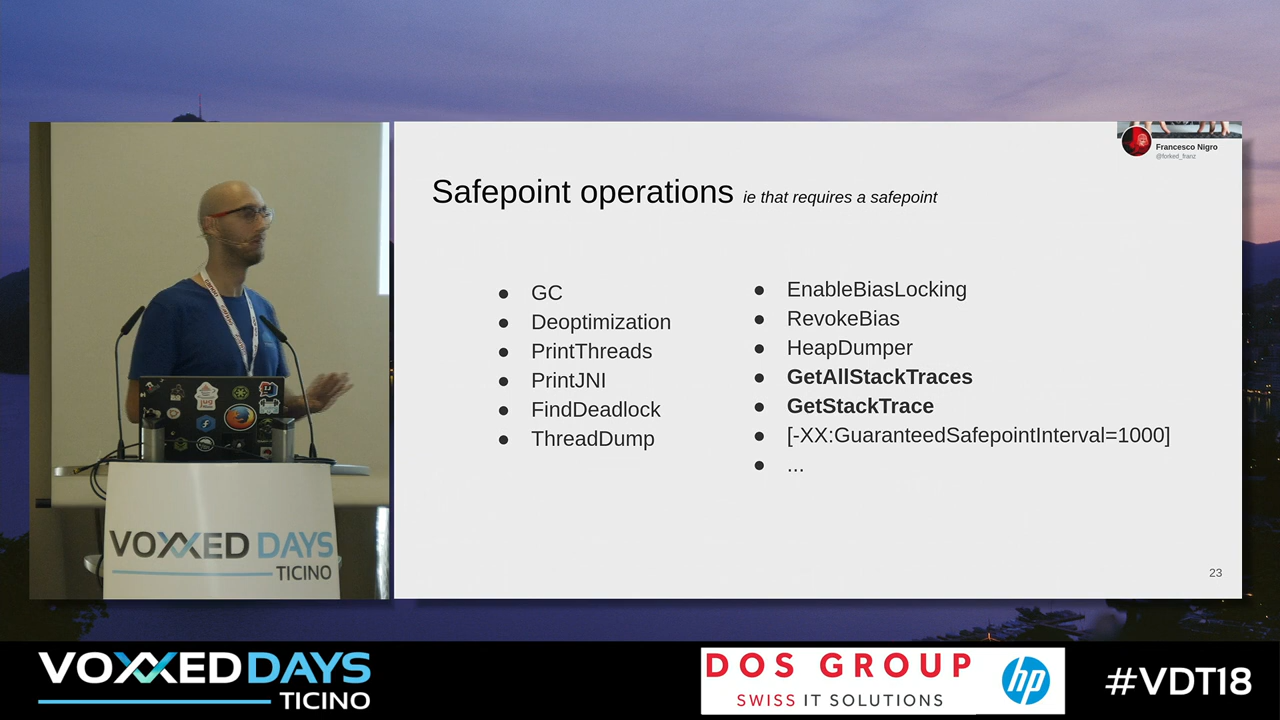 Francesco Nigro
@forked_franz
Safepoint operations ie that requires a safepoint
● GC
● Deoptimization
● PrintThreads
● PrintJNI
● FindDeadlock
● ThreadDump
● EnableBiasLocking
● RevokeBias
● HeapDumper
● GetAllStackTraces
● GetStackTrace
● [-XX:GuaranteedSafepointInterval=1000]
● ...
23
VOXXED DAYS
TICINO
VOXXED DAYS
TICINO
DOS GROUP
SWISS IT SOLUTIONS
hp
#VDT18